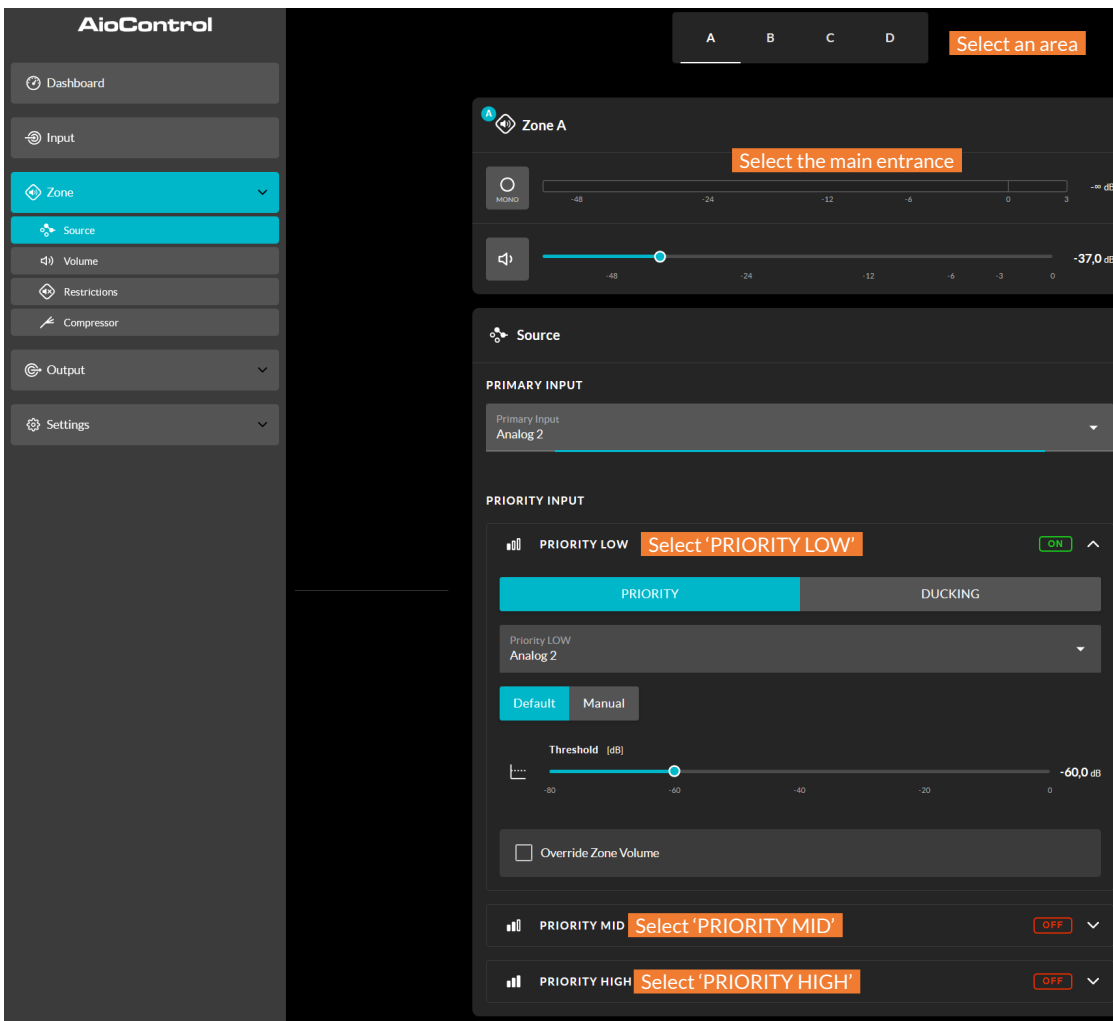 AioControl
Dashboard
Input
Zone
Source
Volume
Restrictions
Compressor
Output
Settings
A B C D
Select an area
A
Zone A
Select the main entrance
MONO
-48 -24 -12 -6 0 3
-∞ dB
-48 -24 -12 -6 -3 0
-37,0 dB
Source
PRIMARY INPUT
Primary Input
Analog 2
PRIORITY INPUT
PRIORITY LOW Select ‘PRIORITY LOW’ ON
PRIORITY DUCKING
Priority LOW
Analog 2
Default Manual
Threshold [dB]
-60,0 dB
-80 -60 -40 -20 0
Override Zone Volume
PRIORITY MID Select ‘PRIORITY MID’ OFF
PRIORITY HIGH Select ‘PRIORITY HIGH’ OFF